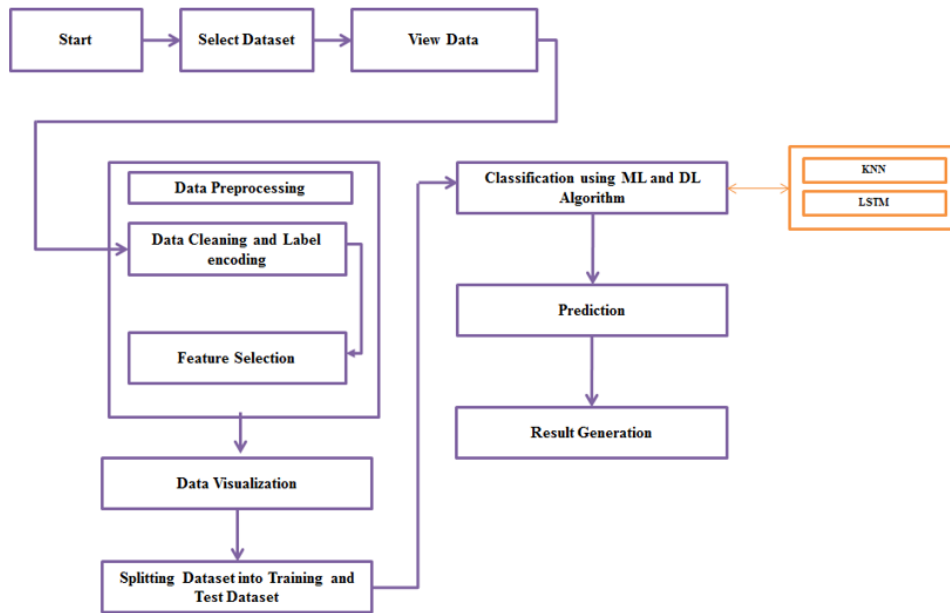 Start
Select Dataset
View Data
Data Preprocessing
Data Cleaning and Label
encoding
Feature Selection
Data Visualization
Splitting Dataset into Training and
Test Dataset
Classification using ML and DL
Algorithm
KNN
LSTM
Prediction
Result Generation